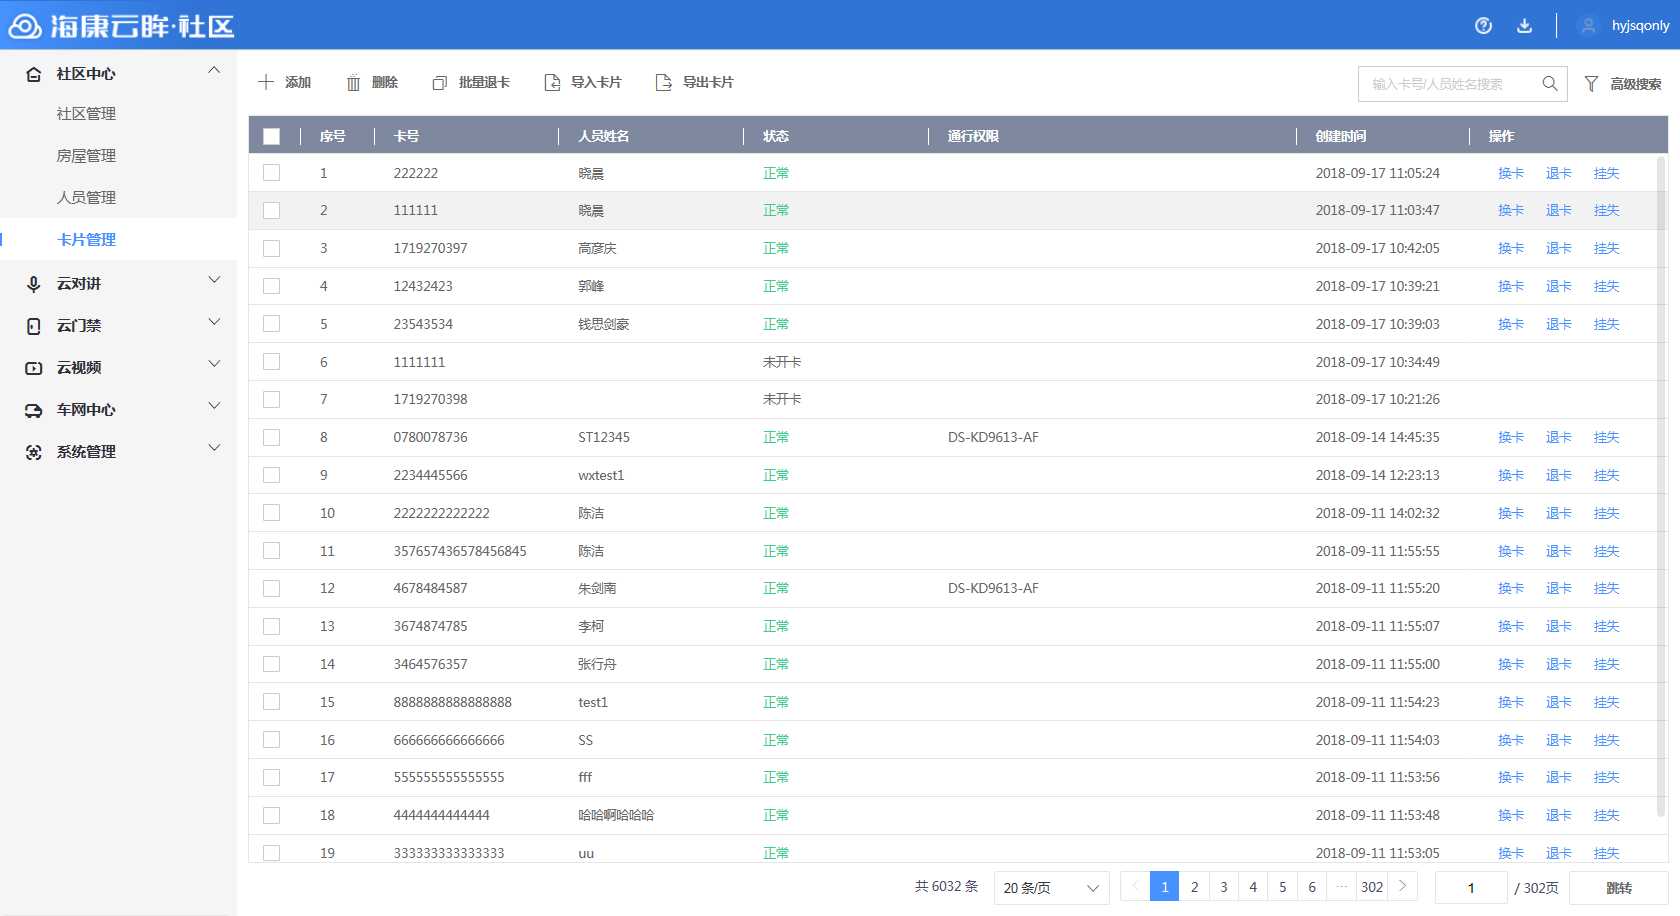 海康云眸·社区
hyjsqonly
社区中心
社区管理
房屋管理
人员管理
卡片管理
云对讲
云门禁
云视频
车网中心
系统管理
添加 删除 批量退卡 导入卡片 导出卡片 输入卡号/人员姓名搜索 高级搜索
序号 卡号 人员姓名 状态 通行权限 创建时间 操作
1 222222 晓晨 正常 2018-09-17 11:05:24 换卡 退卡 挂失
2 111111 晓晨 正常 2018-09-17 11:03:47 换卡 退卡 挂失
3 1719270397 高彦庆 正常 2018-09-17 10:42:05 换卡 退卡 挂失
4 12432423 郭峰 正常 2018-09-17 10:39:21 换卡 退卡 挂失
5 23543534 钱思剑豪 正常 2018-09-17 10:39:03 换卡 退卡 挂失
6 1111111 未开卡 2018-09-17 10:34:49
7 1719270398 未开卡 2018-09-17 10:21:26
8 0780078736 ST12345 正常 DS-KD9613-AF 2018-09-14 14:45:35 换卡 退卡 挂失
9 2234445566 wxtest1 正常 2018-09-14 12:23:13 换卡 退卡 挂失
10 2222222222222 陈洁 正常 2018-09-11 14:02:32 换卡 退卡 挂失
11 357657436578456845 陈洁 正常 2018-09-11 11:55:55 换卡 退卡 挂失
12 4678484587 朱剑南 正常 DS-KD9613-AF 2018-09-11 11:55:20 换卡 退卡 挂失
13 3674874785 李柯 正常 2018-09-11 11:55:07 换卡 退卡 挂失
14 3464576357 张行舟 正常 2018-09-11 11:55:00 换卡 退卡 挂失
15 8888888888888888 test1 正常 2018-09-11 11:54:23 换卡 退卡 挂失
16 666666666666666 SS 正常 2018-09-11 11:54:03 换卡 退卡 挂失
17 555555555555555 fff 正常 2018-09-11 11:53:56 换卡 退卡 挂失
18 4444444444444 哈哈啊哈哈哈 正常 2018-09-11 11:53:48 换卡 退卡 挂失
19 333333333333333 uu 正常 2018-09-11 11:53:05 换卡 退卡 挂失
共 6032 条 20 条/页 1 2 3 4 5 6 ··· 302 1 / 302页 跳转